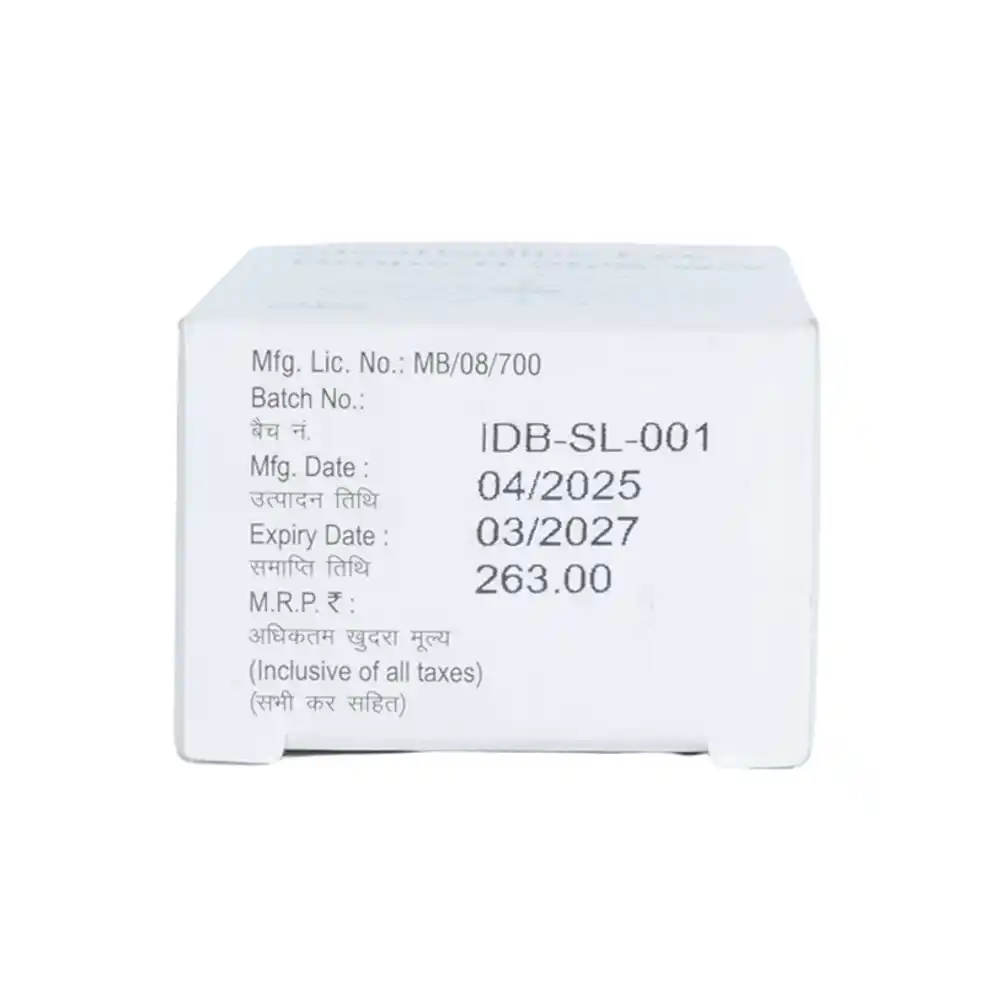 Mfg. Lic. No.: MB/08/700
Batch No.:
बैच नं.
IDB-SL-001
Mfg. Date :
04/2025
उत्पादन तिथि
Expiry Date :
03/2027
समाप्ति तिथि
263.00
M.R.P. ₹ :
अधिकतम खुदरा मूल्य
(Inclusive of all taxes)
(सभी कर सहित)